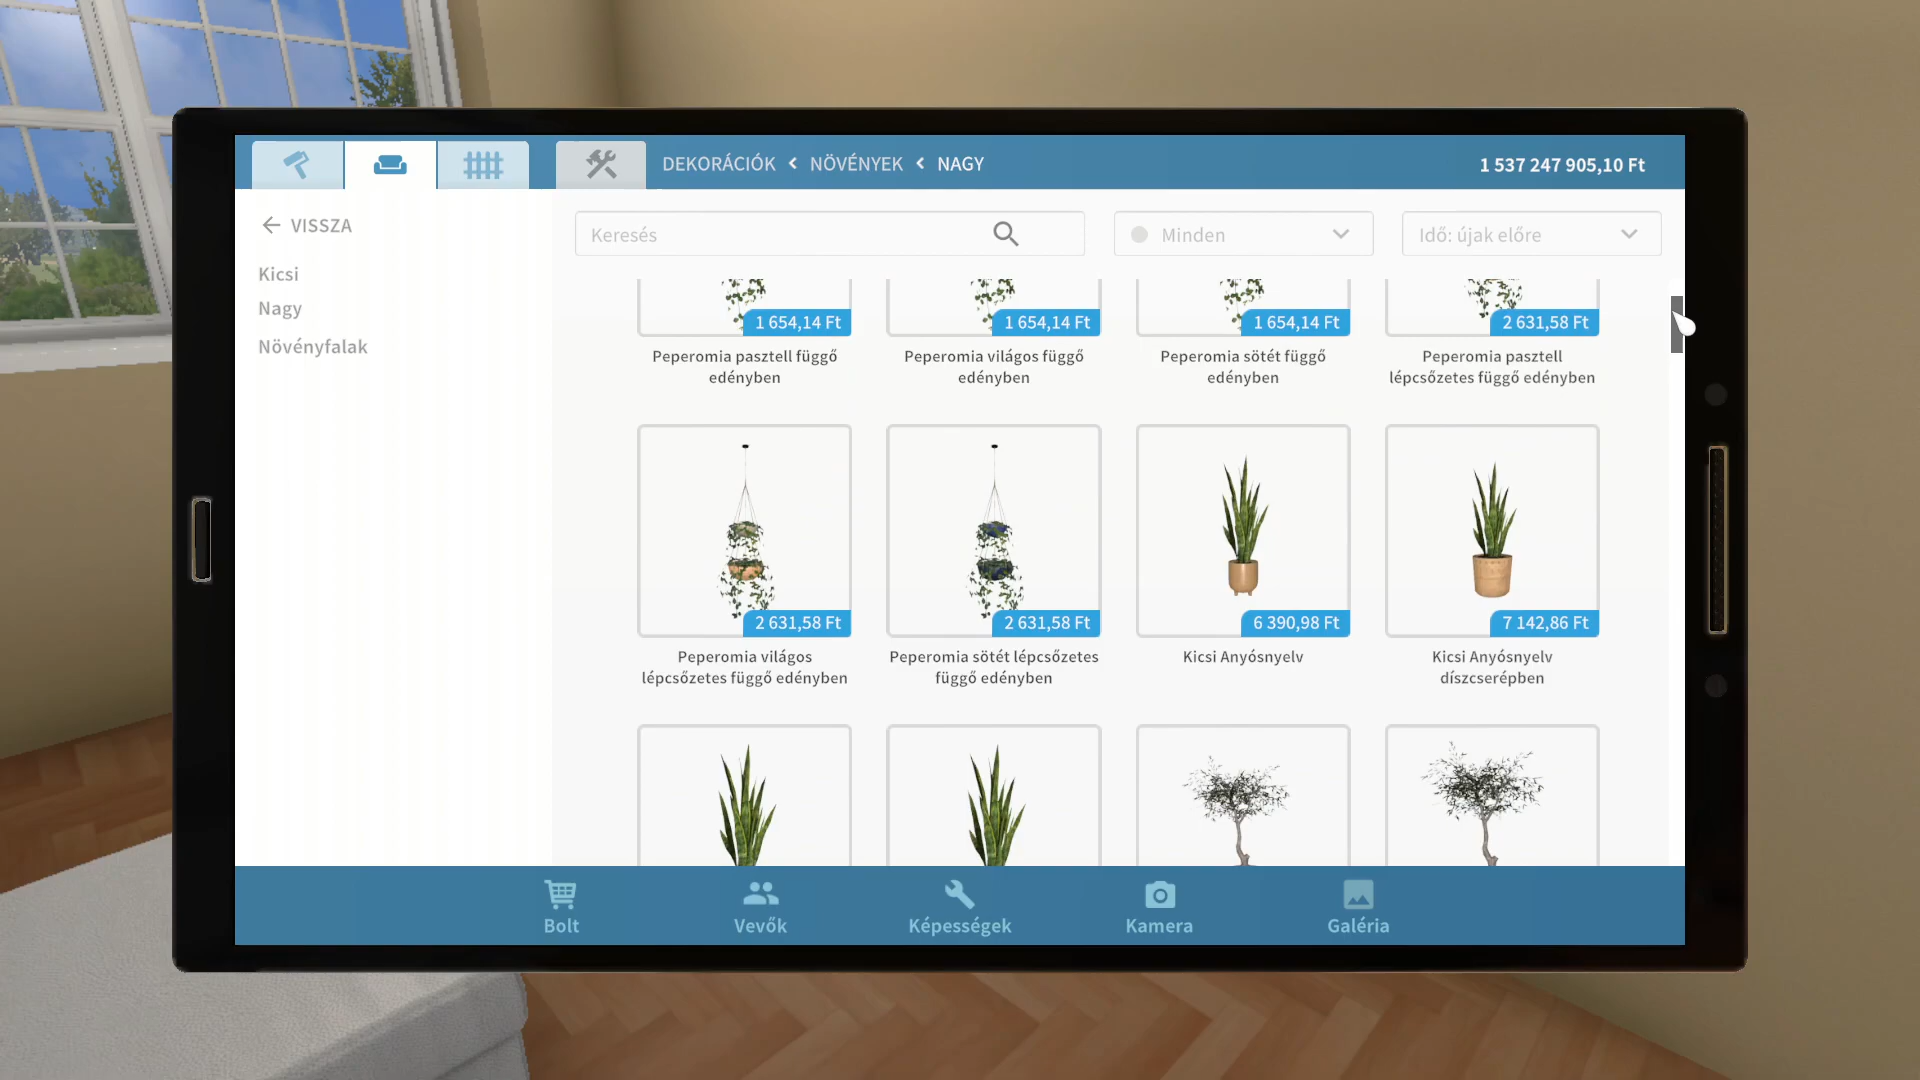 DEKORÁCIÓK < NÖVÉNYEK < NAGY
1 537 247 905,10 Ft
VISSZA
Kicsi
Nagy
Növényfalak
Keresés
Minden
Idő: újak előre
1 654,14 Ft
1 654,14 Ft
1 654,14 Ft
2 631,58 Ft
Peperomia pasztell függő
edényben
Peperomia világos függő
edényben
Peperomia sötét függő
edényben
Peperomia pasztell
lépcsőzetes függő edényben
2 631,58 Ft
2 631,58 Ft
6 390,98 Ft
7 142,86 Ft
Peperomia világos
lépcsőzetes függő edényben
Peperomia sötét lépcsőzetes
függő edényben
Kicsi Anyósnyelv
Kicsi Anyósnyelv
díszcserépben
Bolt
Vevők
Képességek
Kamera
Galéria